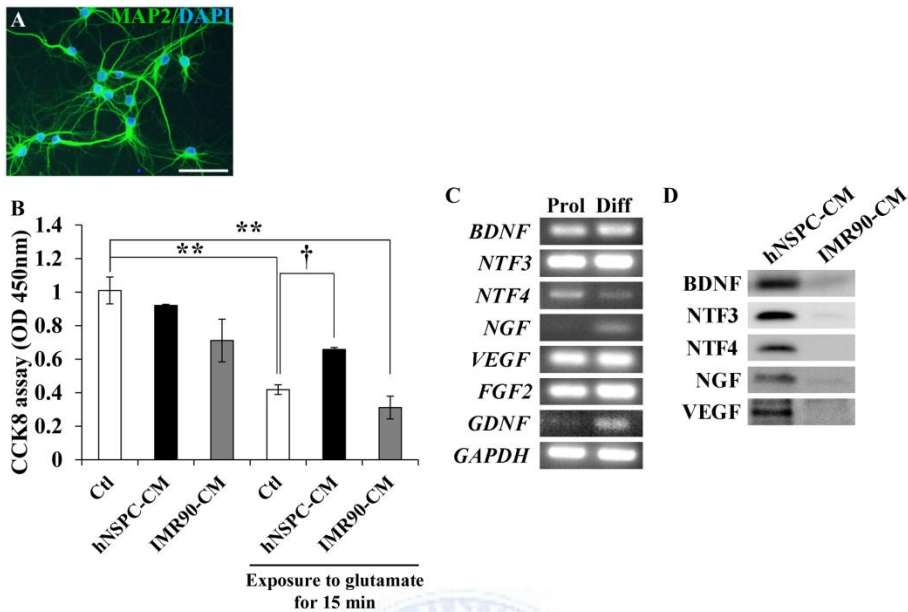 A
MAP2/DAPI
B
CCK8 assay (OD 450nm)
1.4
1.2
1
0.8
0.6
0.4
0.2
0
**
**
†
Ctl
hNSPC-CM
IMR90-CM
Ctl
hNSPC-CM
IMR90-CM
Exposure to glutamate
for 15 min
C
Prol Diff
BDNF
NTF3
NTF4
NGF
VEGF
FGF2
GDNF
GAPDH
D
hNSPC-CM
IMR90-CM
BDNF
NTF3
NTF4
NGF
VEGF